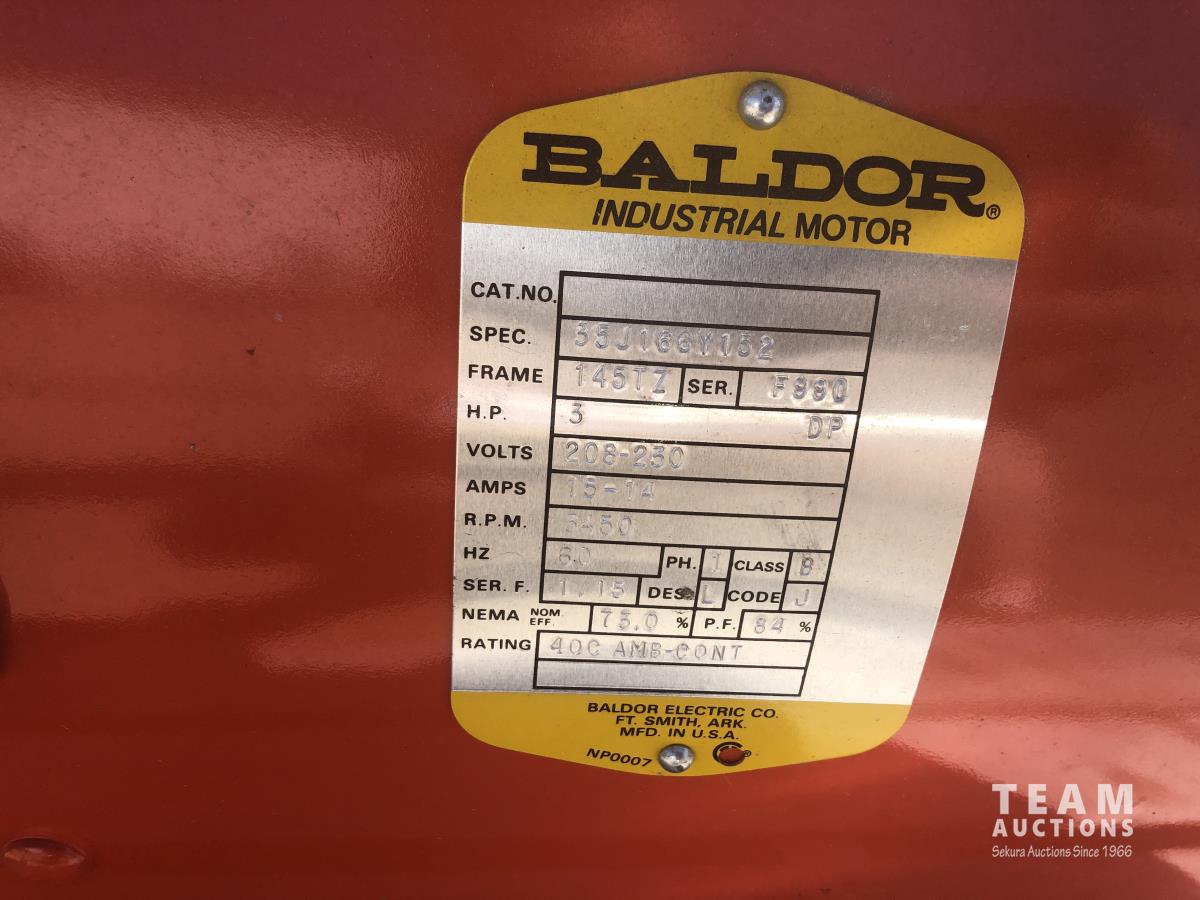 BALDOR®
INDUSTRIAL MOTOR
CAT.NO.
SPEC. 35J166Y152
FRAME 145TZ SER. F990
H.P. 3 DP
VOLTS 208-230
AMPS 15-14
R.P.M. 3450
HZ 60 PH. 1 CLASS B
SER. F. 1.15 DES L CODE J
NEMA NOM. EFF. 73.0 % P.F. 84 %
RATING 40C AMB-CONT
BALDOR ELECTRIC CO.
FT. SMITH, ARK.
MFD. IN U.S.A.
NP0007 ®
TEAM
AUCTIONS
Sekura Auctions Since 1966